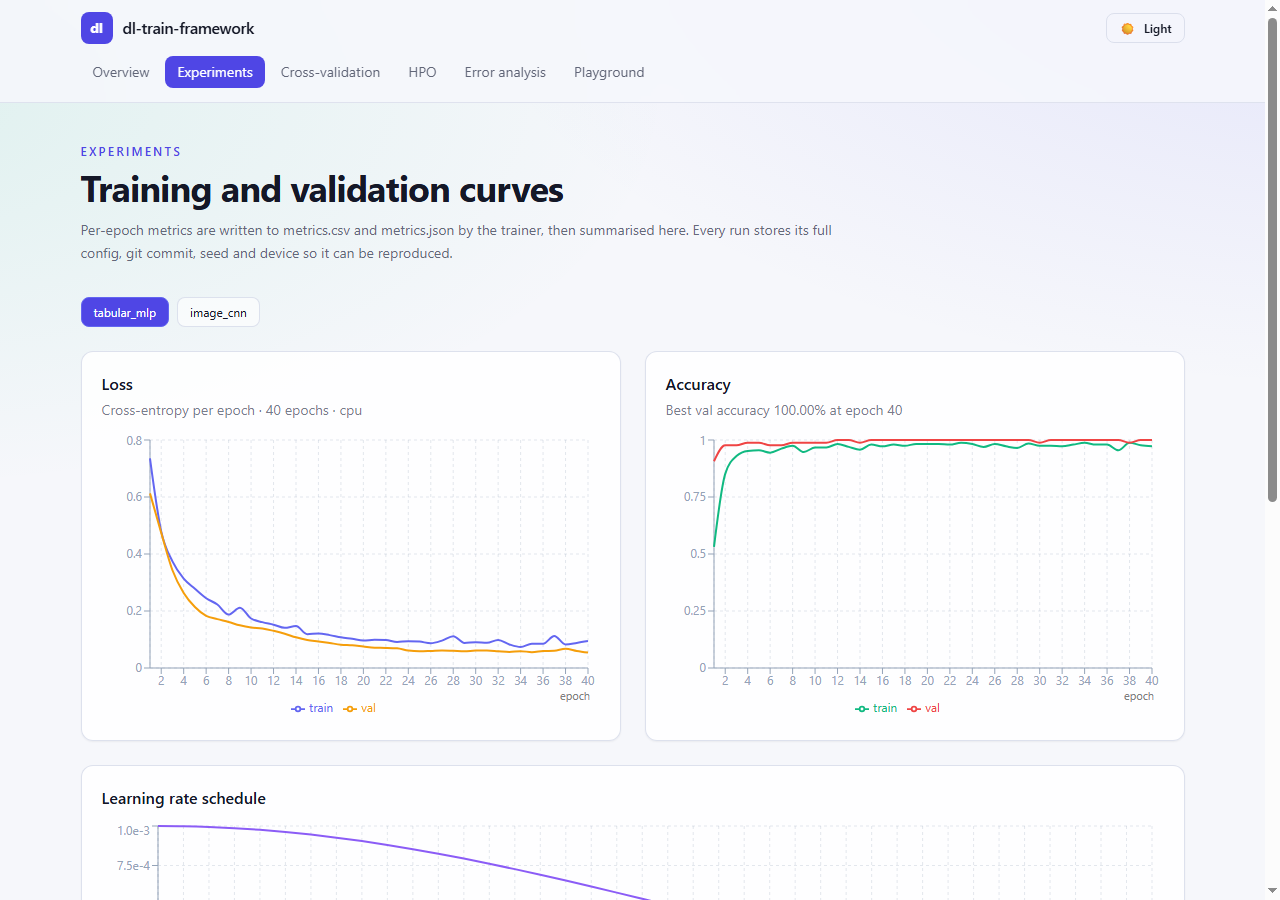 dl dl-train-framework Light
Overview Experiments Cross-validation HPO Error analysis Playground
EXPERIMENTS
Training and validation curves
Per-epoch metrics are written to metrics.csv and metrics.json by the trainer, then summarised here. Every run stores its full
config, git commit, seed and device so it can be reproduced.
tabular_mlp image_cnn
Loss
Cross-entropy per epoch · 40 epochs · cpu
0.8
0.6
0.4
0.2
0
2 4 6 8 10 12 14 16 18 20 22 24 26 28 30 32 34 36 38 40
epoch
train val
Accuracy
Best val accuracy 100.00% at epoch 40
1
0.75
0.5
0.25
0
2 4 6 8 10 12 14 16 18 20 22 24 26 28 30 32 34 36 38 40
epoch
train val
Learning rate schedule
1.0e-3
7.5e-4